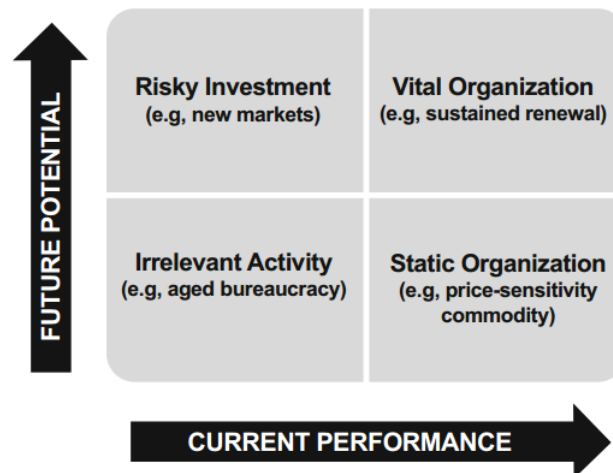 FUTURE POTENTIAL
Risky Investment
(e.g, new markets)
Vital Organization
(e.g, sustained renewal)
Irrelevant Activity
(e.g, aged bureaucracy)
Static Organization
(e.g, price-sensitivity
commodity)
CURRENT PERFORMANCE